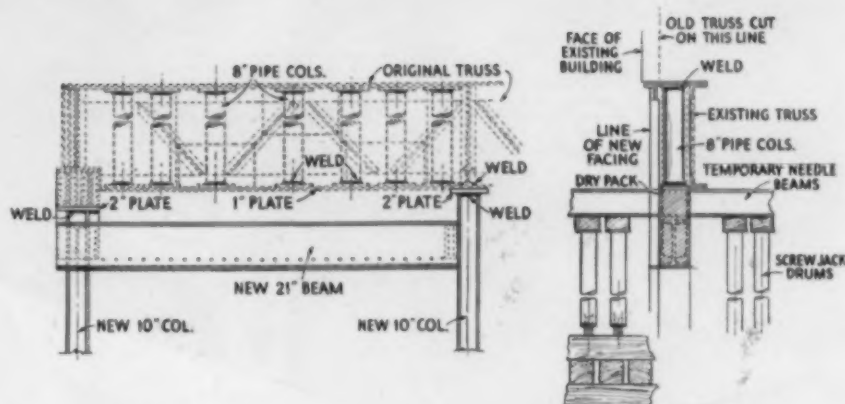 8" PIPE COLS.
ORIGINAL TRUSS
WELD
WELD
WELD
2" PLATE
1" PLATE
2" PLATE
WELD
NEW 21" BEAM
NEW 10" COL.
NEW 10" COL.
FACE OF
EXISTING
BUILDING
OLD TRUSS CUT
ON THIS LINE
WELD
EXISTING TRUSS
LINE
OF NEW
FACING
8" PIPE COLS.
DRY PACK
TEMPORARY NEEDLE
BEAMS
SCREW JACK
DRUMS